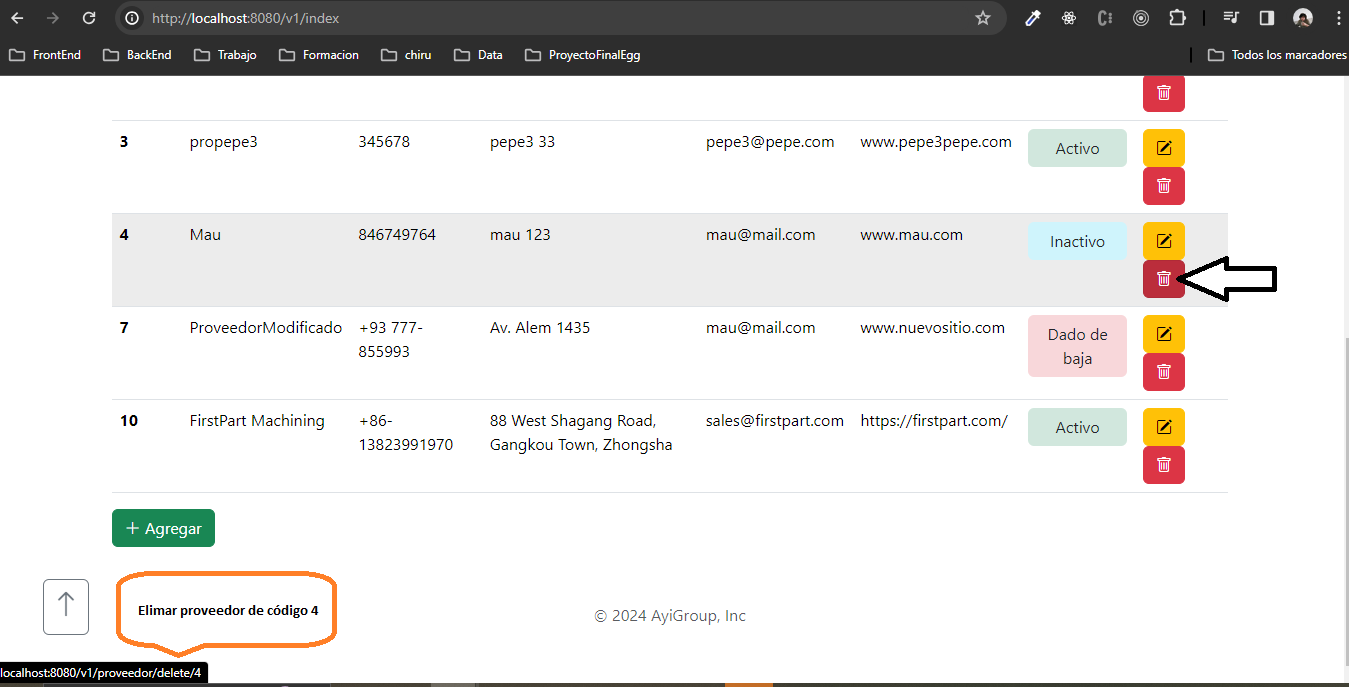 http://localhost:8080/v1/index
FrontEnd BackEnd Trabajo Formacion chiru Data ProyectoFinalEgg Todos los marcadores
3 propepe3 345678 pepe3 33 pepe3@pepe.com www.pepe3pepe.com Activo
4 Mau 846749764 mau 123 mau@mail.com www.mau.com Inactivo
7 ProveedorModificado +93 777- Av. Alem 1435 mau@mail.com www.nuevositio.com Dado de
855993 baja
10 FirstPart Machining +86- 88 West Shagang Road, sales@firstpart.com https://firstpart.com/ Activo
13823991970 Gangkou Town, Zhongsha
+ Agregar
Elimar proveedor de código 4
© 2024 AyiGroup, Inc
localhost:8080/v1/proveedor/delete/4